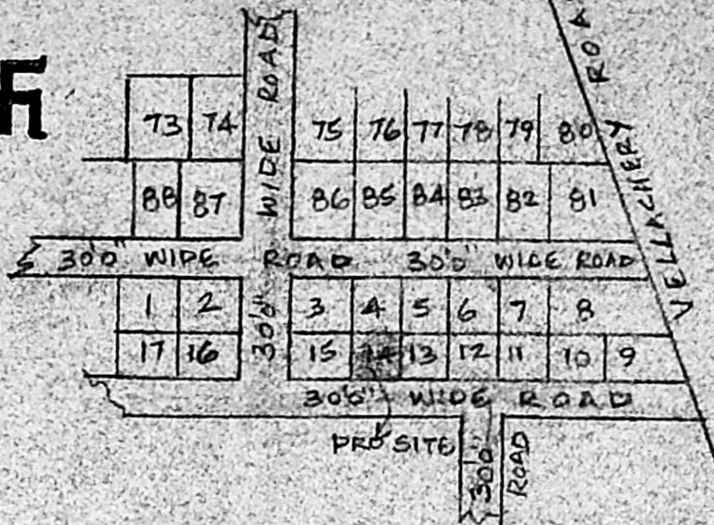 VELLACHERY ROA
WIDE ROAD
73 74 75 76 77 78 79 80
88 87 86 85 84 83 82 81
30'0" WIDE ROAD 30'0" WIDE ROAD
30'0"
1 2 3 4 5 6 7 8
17 16 15 14 13 12 11 10 9
30'0" WIDE ROAD
PRO SITE
30'0"
ROAD